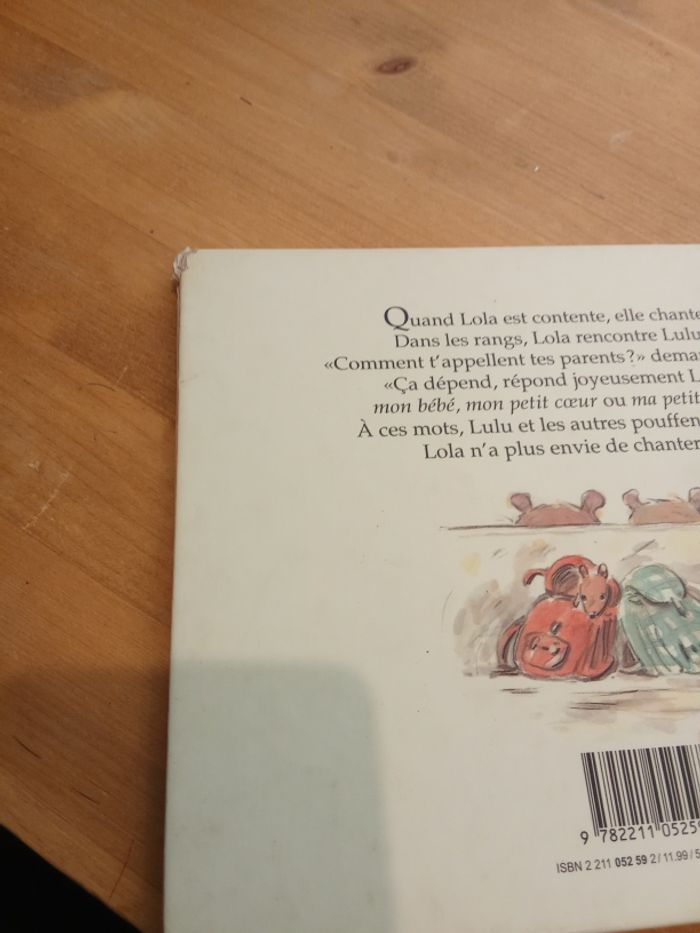 Quand Lola est contente, elle chante
Dans les rangs, Lola rencontre Lulu
«Comment t'appellent tes parents?» dema
«Ça dépend, répond joyeusement L
mon bébé, mon petit cœur ou ma petit
À ces mots, Lulu et les autres pouffen
Lola n'a plus envie de chanter
9 782211 0525
ISBN 2 211 052 59 2/11.99/5